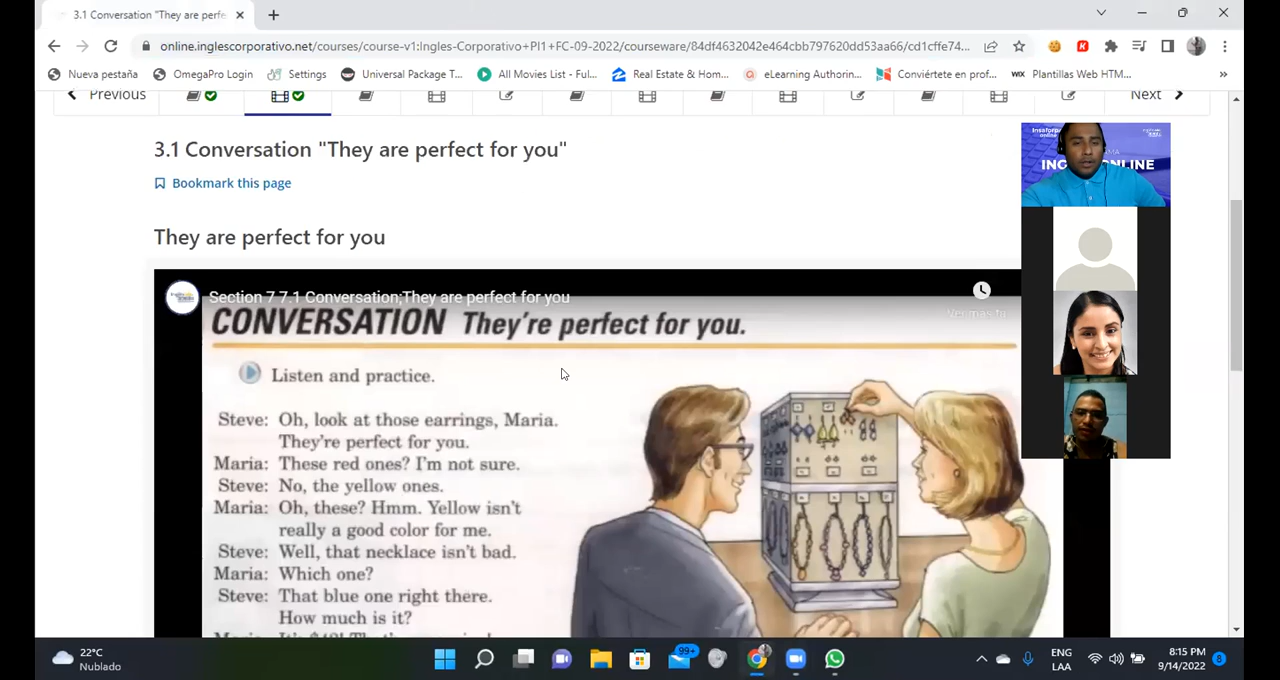 3.1 Conversation "They are perfe
online.inglescorporativo.net/courses/course-v1:Ingles-Corporativo+PI1+FC-09-2022/courseware/84df4632042e464cbb797620dd53aa66/cd1cffe74...
Nueva pestaña
OmegaPro Login
Settings
Universal Package T...
All Movies List - Ful...
Real Estate & Hom...
eLearning Authorin...
Conviértete en prof...
WIX Plantillas Web HTM...
»
Previous
Next
3.1 Conversation "They are perfect for you"
Bookmark this page
They are perfect for you
Section 7 7.1 Conversation;They are perfect for you
CONVERSATION They're perfect for you.
Listen and practice.
Steve: Oh, look at those earrings, Maria.
They're perfect for you.
Maria: These red ones? I'm not sure.
Steve: No, the yellow ones.
Maria: Oh, these? Hmm. Yellow isn't
really a good color for me.
Steve: Well, that necklace isn't bad.
Maria: Which one?
Steve: That blue one right there.
How much is it?
INGLES ONLINE
22°C
Nublado
99+
ENG
LAA
8:15 PM
9/14/2022
8